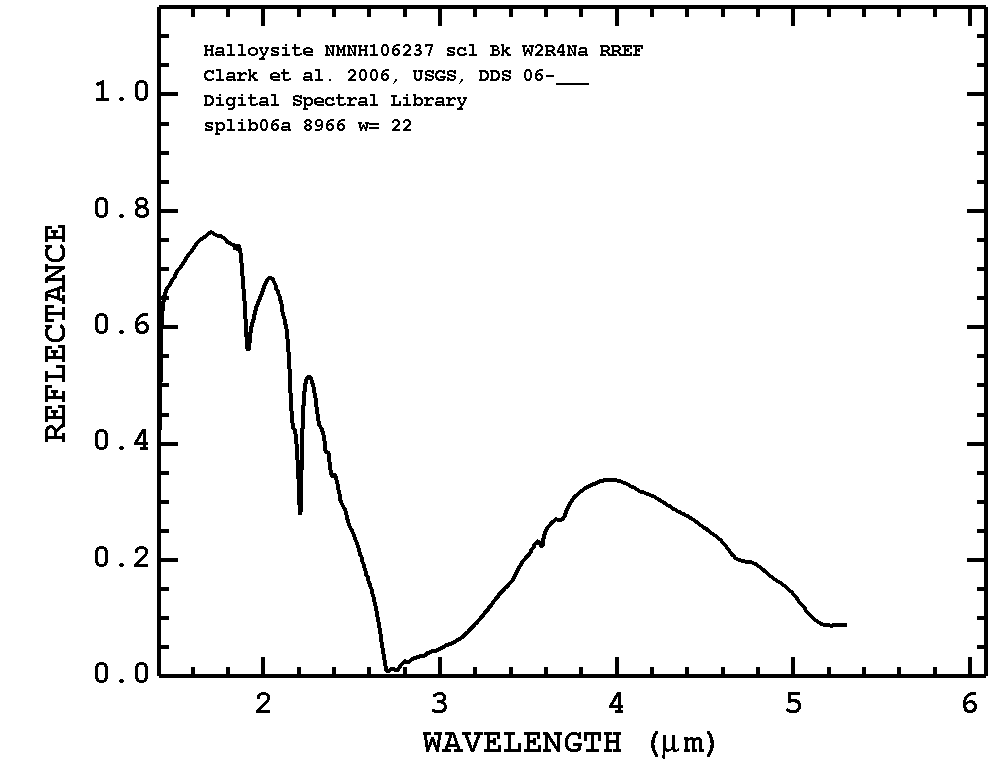 Halloysite NMNH106237 scl Bk W2R4Na RREF
Clark et al. 2006, USGS, DDS 06-___
Digital Spectral Library
splib06a 8966 w= 22
1.0
0.8
0.6
0.4
0.2
0.0
REFLECTANCE
2 3 4 5 6
WAVELENGTH (μm)